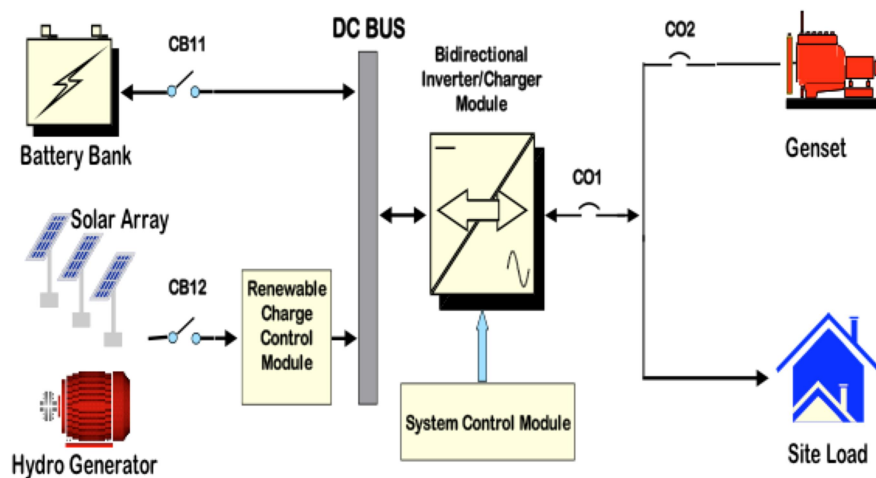 CB11
DC BUS
Bidirectional
Inverter/Charger
Module
CO2
Battery Bank
Genset
CO1
Solar Array
CB12
Renewable
Charge
Control
Module
System Control Module
Hydro Generator
Site Load